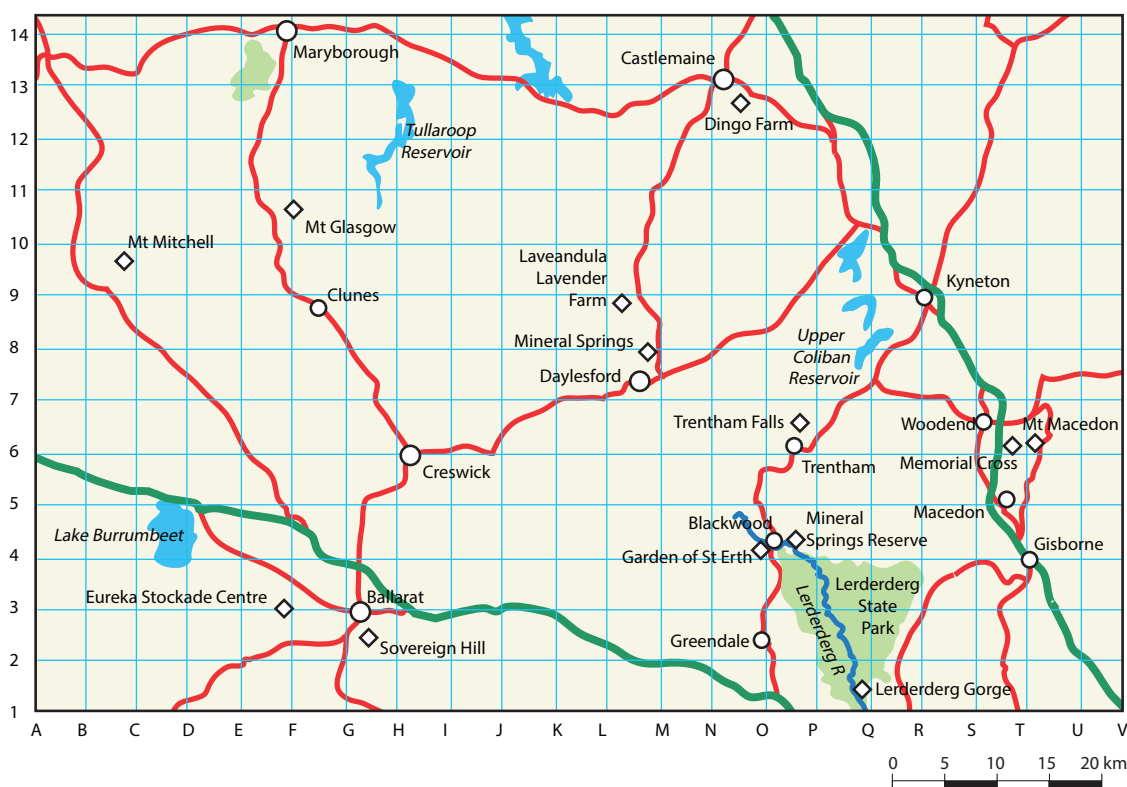 14
Maryborough
Castlemaine
13
Dingo Farm
12
Tullaroop
Reservoir
11
Mt Glasgow
10
Mt Mitchell
Laveandula
Lavender
Farm
9
Clunes
Kyneton
8
Mineral Springs
Upper
Coliban
Reservoir
Daylesford
7
Trentham Falls
Woodend
Mt Macedon
6
Creswick
Trentham
Memorial Cross
5
Macedon
Lake Burrumbeet
Blackwood
Mineral
Springs Reserve
4
Garden of St Erth
Gisborne
Eureka Stockade Centre
Ballarat
Lerderderg
State
Park
3
Lerderderg R
Greendale
Sovereign Hill
2
Lerderderg Gorge
1
A B C D E F G H I J K L M N O P Q R S T U V
0 5 10 15 20 km